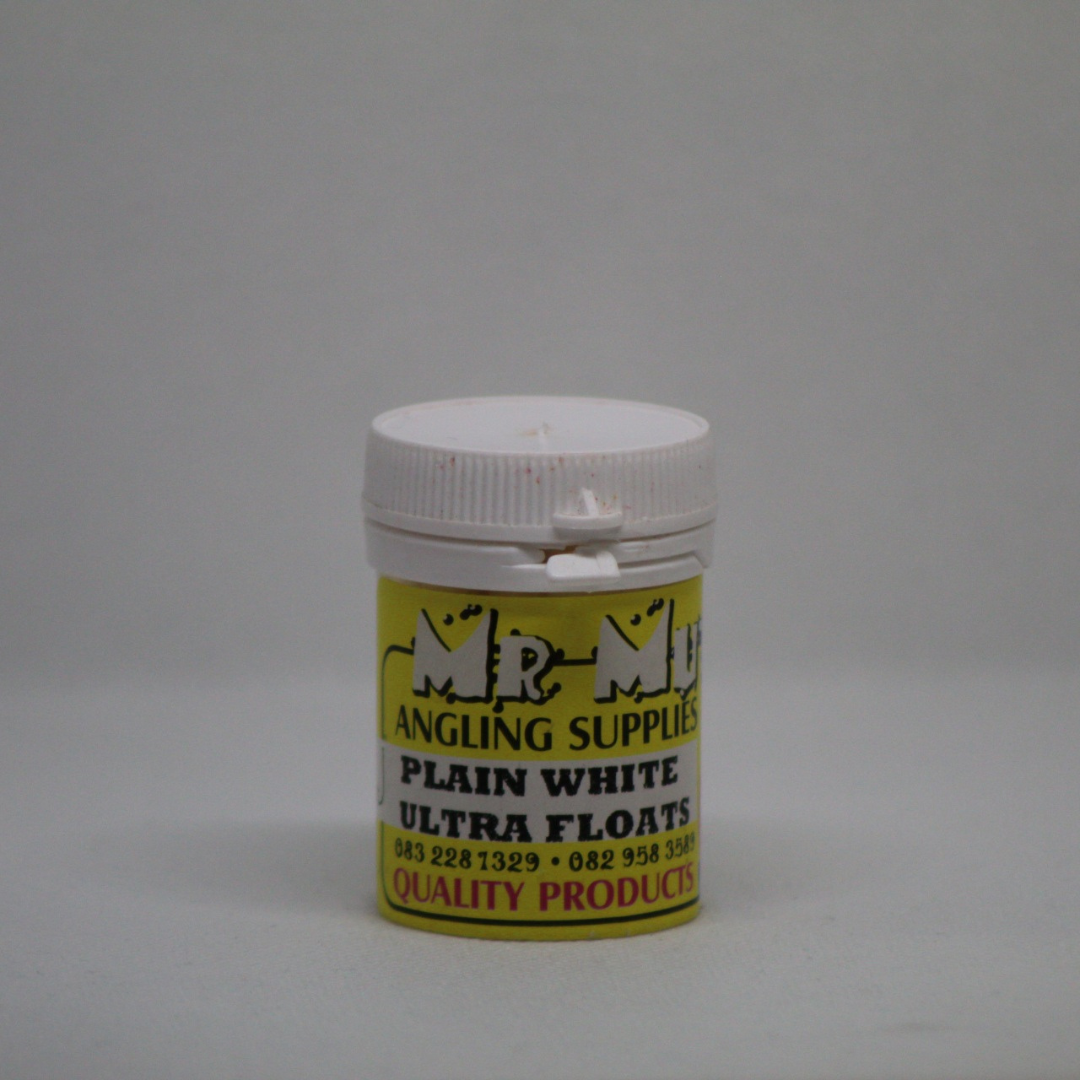 MR MU
ANGLING SUPPLIES
PLAIN WHITE
ULTRA FLOATS
083 228 1329 • 082 958 3589
QUALITY PRODUCTS